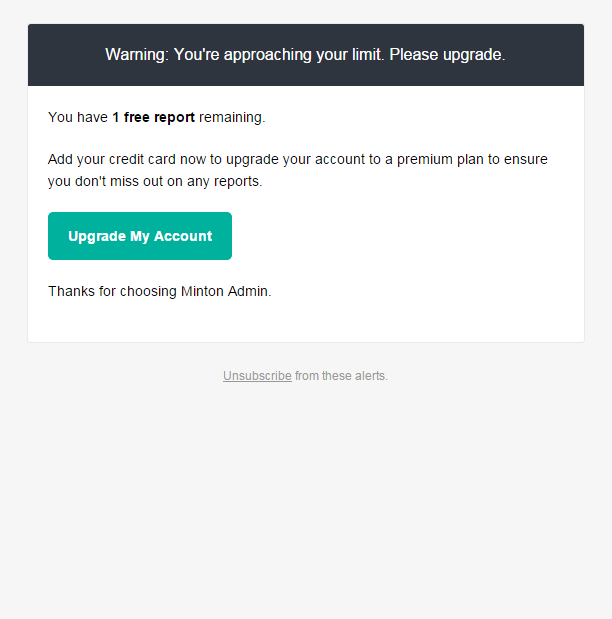 Warning: You're approaching your limit. Please upgrade.
You have 1 free report remaining.
Add your credit card now to upgrade your account to a premium plan to ensure
you don't miss out on any reports.
Upgrade My Account
Thanks for choosing Minton Admin.
Unsubscribe from these alerts.